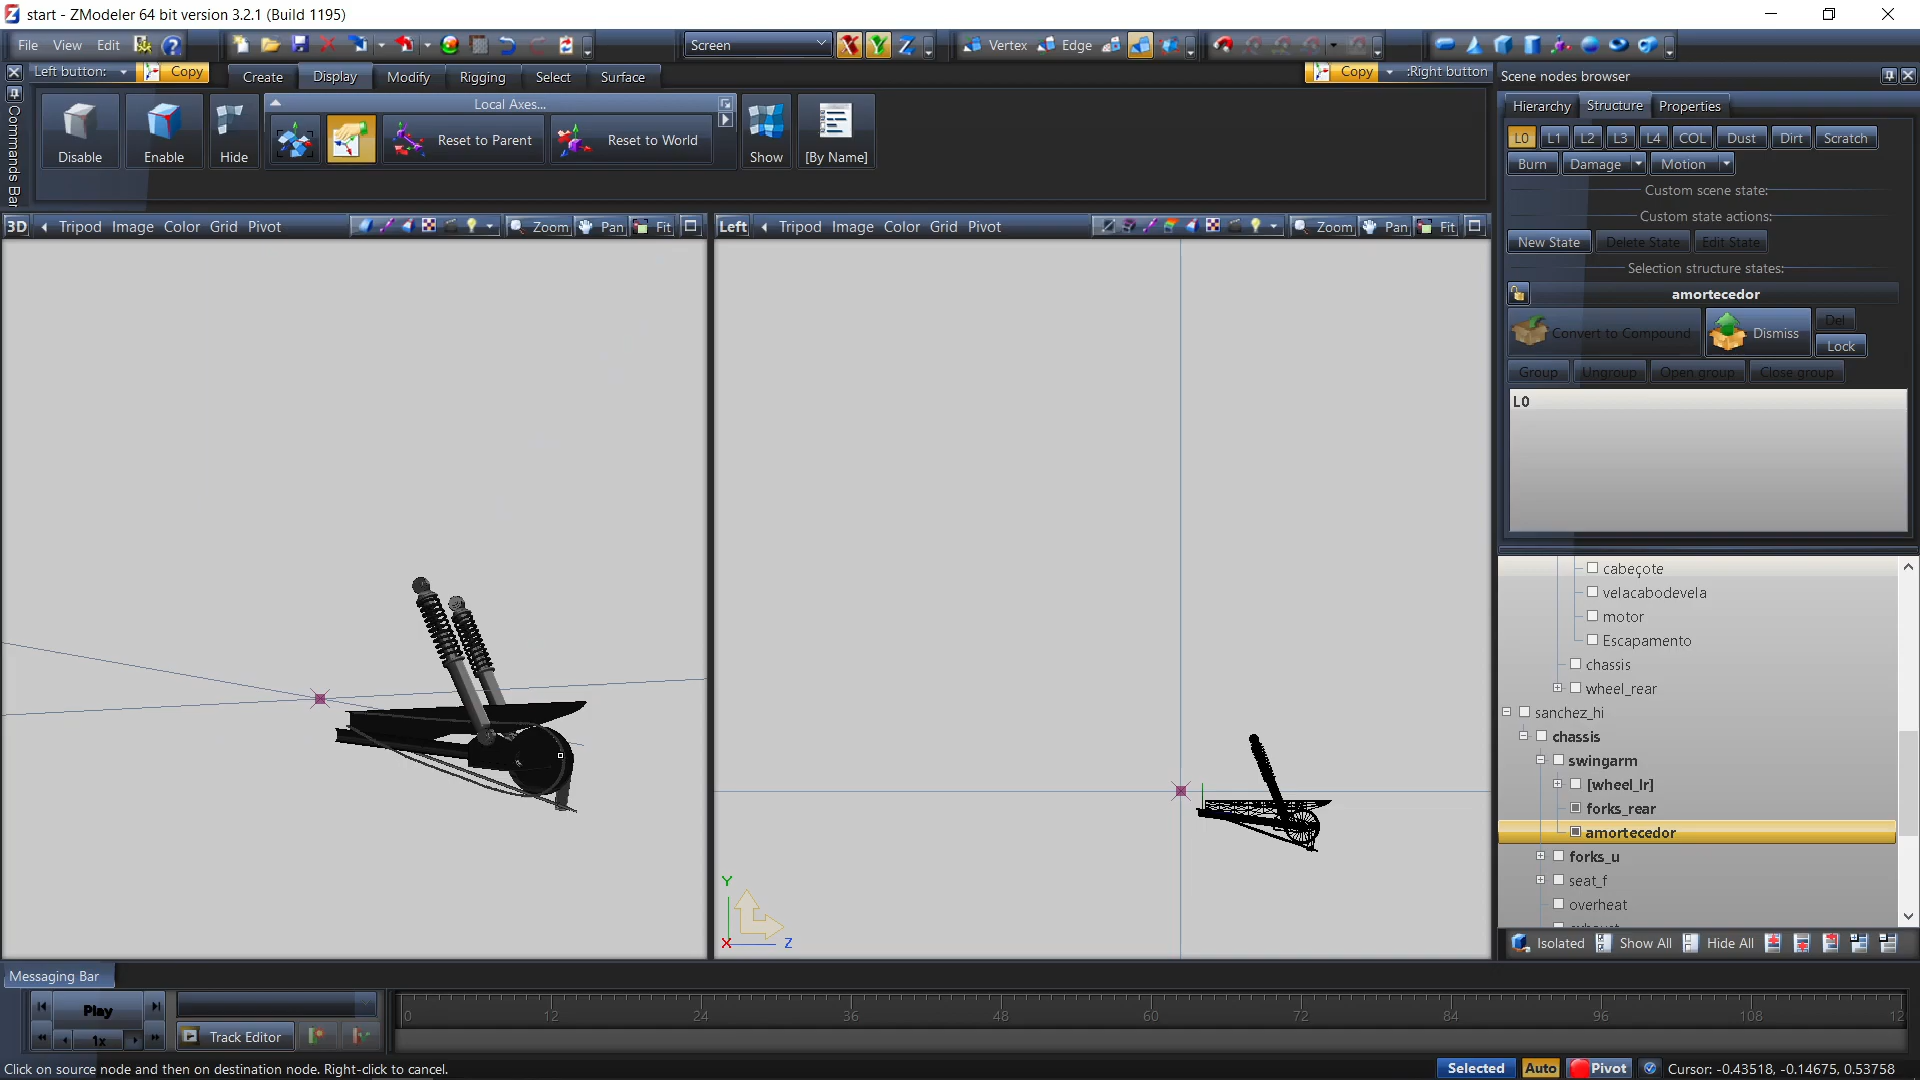 start - ZModeler 64 bit version 3.2.1 (Build 1195)
File View Edit
Screen
X Y Z
Vertex Edge
Left button: Copy
Create Display Modify Rigging Select Surface
Copy :Right button
Scene nodes browser
Commands Bar
Disable
Enable
Hide
Local Axes...
Reset to Parent
Reset to World
Show
[By Name]
Hierarchy Structure Properties
L0 L1 L2 L3 L4 COL Dust Dirt Scratch
Burn Damage Motion
Custom scene state:
Custom state actions:
New State Delete State Edit State
Selection structure states:
amortecedor
Convert to Compound Dismiss Del
Lock
Group Ungroup Open group Close group
L0
3D Tripod Image Color Grid Pivot Zoom Pan Fit
Left Tripod Image Color Grid Pivot Zoom Pan Fit
Y
X Z
cabeçote
velacabodevela
motor
Escapamento
chassis
wheel_rear
sanchez_hi
chassis
swingarm
[wheel_lr]
forks_rear
amortecedor
forks_u
seat_f
overheat
Isolated Show All Hide All
Messaging Bar
Play
1x
Track Editor
0 12 24 36 48 60 72 84 96 108 12
Click on source node and then on destination node. Right-click to cancel.
Selected Auto Pivot Cursor: -0.43518, -0.14675, 0.53758